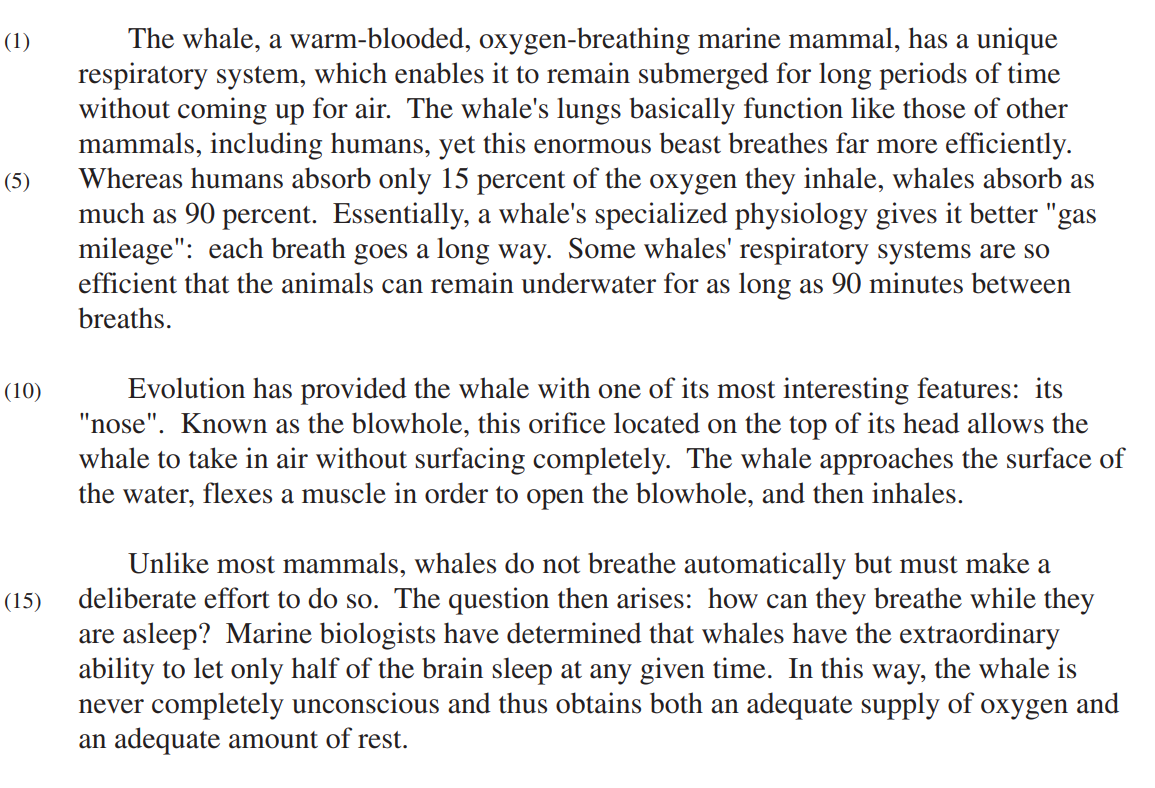 (1) The whale, a warm-blooded, oxygen-breathing marine mammal, has a unique
respiratory system, which enables it to remain submerged for long periods of time
without coming up for air.  The whale's lungs basically function like those of other
mammals, including humans, yet this enormous beast breathes far more efficiently.
(5) Whereas humans absorb only 15 percent of the oxygen they inhale, whales absorb as
much as 90 percent.  Essentially, a whale's specialized physiology gives it better "gas
mileage":  each breath goes a long way.  Some whales' respiratory systems are so
efficient that the animals can remain underwater for as long as 90 minutes between
breaths.
(10) Evolution has provided the whale with one of its most interesting features:  its
"nose".  Known as the blowhole, this orifice located on the top of its head allows the
whale to take in air without surfacing completely.  The whale approaches the surface of
the water, flexes a muscle in order to open the blowhole, and then inhales.
Unlike most mammals, whales do not breathe automatically but must make a
(15) deliberate effort to do so.  The question then arises:  how can they breathe while they
are asleep?  Marine biologists have determined that whales have the extraordinary
ability to let only half of the brain sleep at any given time.  In this way, the whale is
never completely unconscious and thus obtains both an adequate supply of oxygen and
an adequate amount of rest.